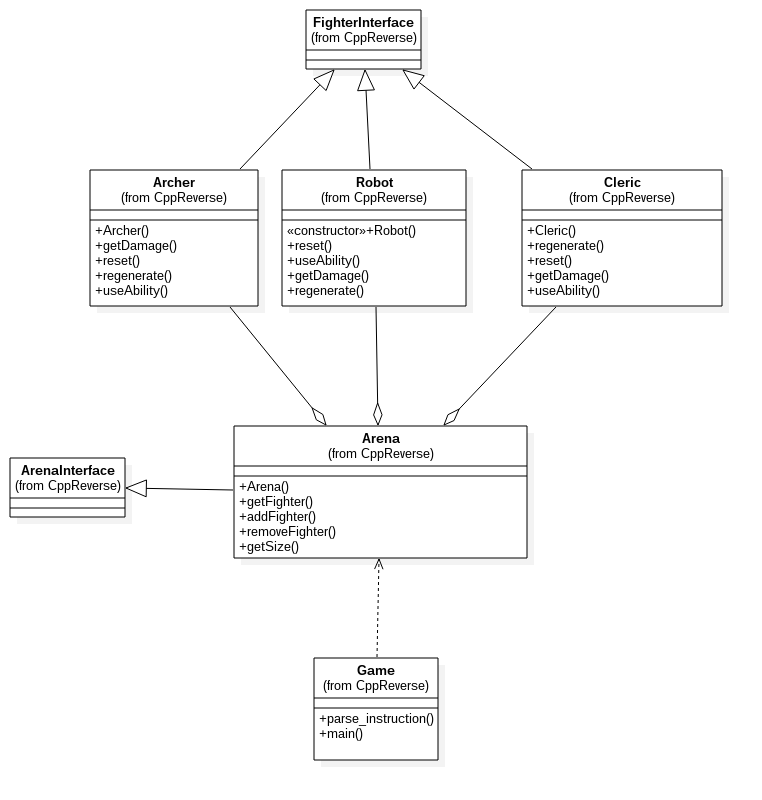 FighterInterface
(from CppReverse)
Archer
(from CppReverse)
+Archer()
+getDamage()
+reset()
+regenerate()
+useAbility()
Robot
(from CppReverse)
«constructor»+Robot()
+reset()
+useAbility()
+getDamage()
+regenerate()
Cleric
(from CppReverse)
+Cleric()
+regenerate()
+reset()
+getDamage()
+useAbility()
ArenaInterface
(from CppReverse)
Arena
(from CppReverse)
+Arena()
+getFighter()
+addFighter()
+removeFighter()
+getSize()
Game
(from CppReverse)
+parse_instruction()
+main()